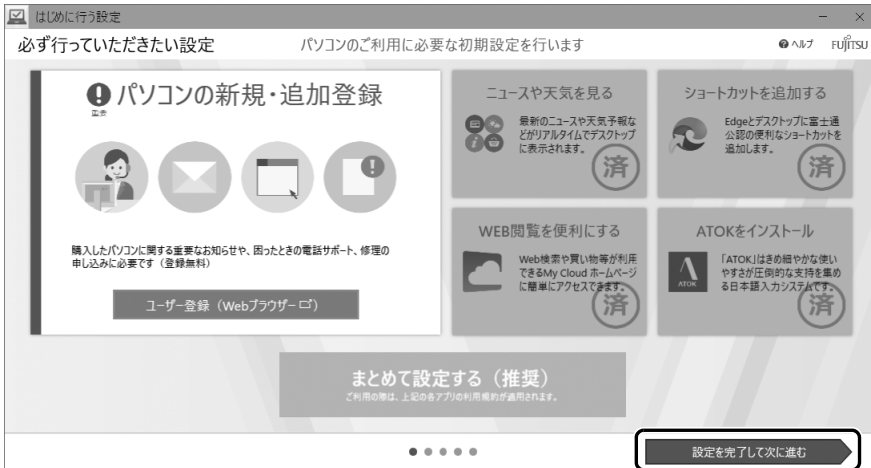 はじめに行う設定
必ず行っていただきたい設定
パソコンのご利用に必要な初期設定を行います
ヘルプ
FUJITSU
重要
パソコンの新規・追加登録
購入したパソコンに関する重要なお知らせや、困ったときの電話サポート、修理の
申し込みに必要です（登録無料）
ユーザー登録（Webブラウザー）
ニュースや天気を見る
最新のニュースや天気予報な
どがリアルタイムでデスクトップ
に表示されます。
済
ショートカットを追加する
Edgeとデスクトップに富士通
公認の便利なショートカットを
追加します。
済
WEB閲覧を便利にする
Web検索や買い物等が利用
できるMy Cloud ホームページ
に簡単にアクセスできます。
済
ATOKをインストール
ATOK
「ATOK」はきめ細やかな使い
やすさが圧倒的な支持を集め
る日本語入力システムです。
済
まとめて設定する（推奨）
ご利用の際は、上記の各アプリの利用規約が適用されます。
設定を完了して次に進む